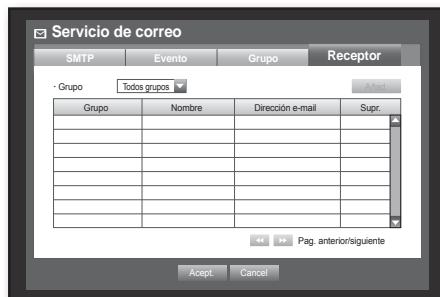 Servicio de correo
SMTP Evento Grupo Receptor
· Grupo Todos grupos Añad.
Grupo Nombre Dirección e-mail Supr.
Pag. anterior/siguiente
Acept. Cancel